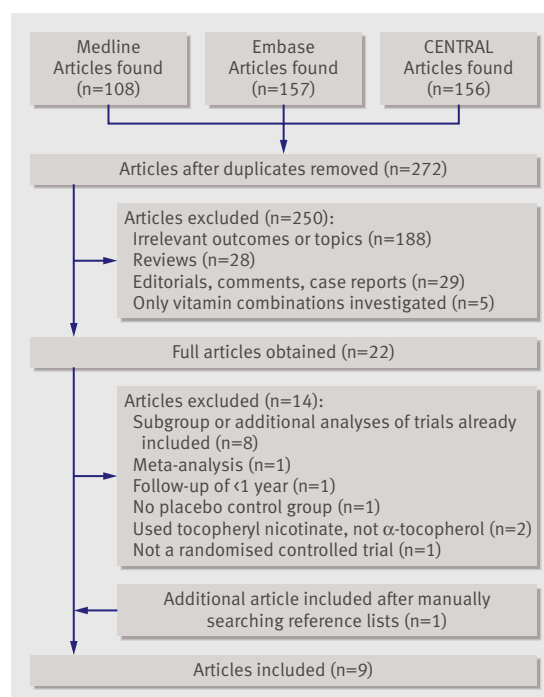 Medline
Articles found
(n=108)
Embase
Articles found
(n=157)
CENTRAL
Articles found
(n=156)
Articles after duplicates removed (n=272)
Articles excluded (n=250):
Irrelevant outcomes or topics (n=188)
Reviews (n=28)
Editorials, comments, case reports (n=29)
Only vitamin combinations investigated (n=5)
Full articles obtained (n=22)
Articles excluded (n=14):
Subgroup or additional analyses of trials already
included (n=8)
Meta-analysis (n=1)
Follow-up of <1 year (n=1)
No placebo control group (n=1)
Used tocopheryl nicotinate, not α-tocopherol (n=2)
Not a randomised controlled trial (n=1)
Additional article included after manually
searching reference lists (n=1)
Articles included (n=9)